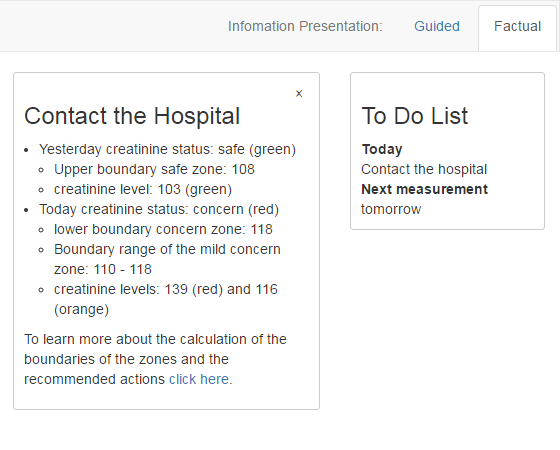 Infomation Presentation: Guided Factual
x
Contact the Hospital
Yesterday creatinine status: safe (green)
Upper boundary safe zone: 108
creatinine level: 103 (green)
Today creatinine status: concern (red)
lower boundary concern zone: 118
Boundary range of the mild concern
zone: 110 - 118
creatinine levels: 139 (red) and 116
(orange)
To learn more about the calculation of the
boundaries of the zones and the
recommended actions click here.
To Do List
Today
Contact the hospital
Next measurement
tomorrow